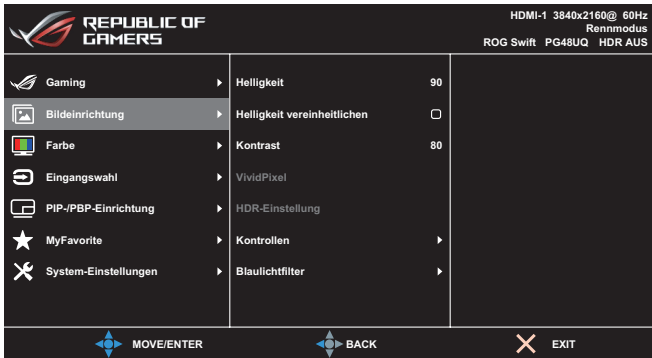 REPUBLIC OF
GAMERS
HDMI-1 3840x2160@ 60Hz
Rennmodus
ROG Swift PG48UQ HDR AUS
Gaming
Bildeinrichtung
Farbe
Eingangswahl
PIP-/PBP-Einrichtung
MyFavorite
System-Einstellungen
Helligkeit 90
Helligkeit vereinheitlichen
Kontrast 80
VividPixel
HDR-Einstellung
Kontrollen
Blaulichtfilter
MOVE/ENTER
BACK
EXIT